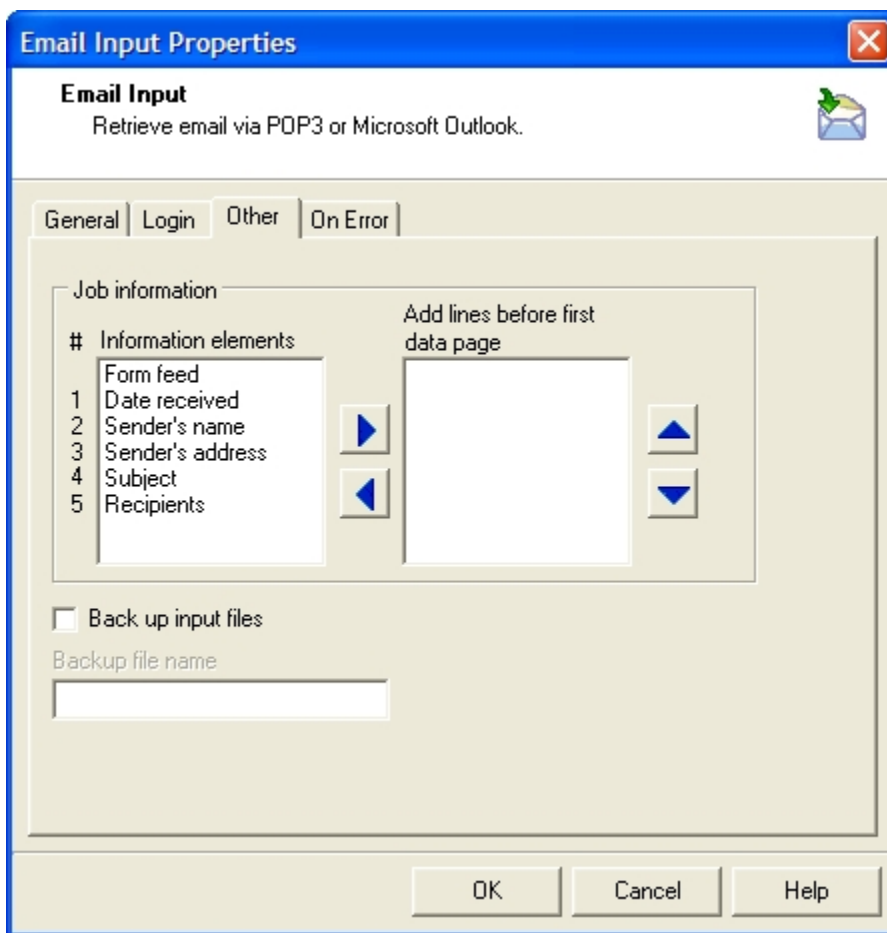 Email Input Properties
Email Input
Retrieve email via POP3 or Microsoft Outlook.
General Login Other On Error
Job information
# Information elements
Add lines before first
data page
Form feed
1 Date received
2 Sender's name
3 Sender's address
4 Subject
5 Recipients
Back up input files
Backup file name
OK Cancel Help